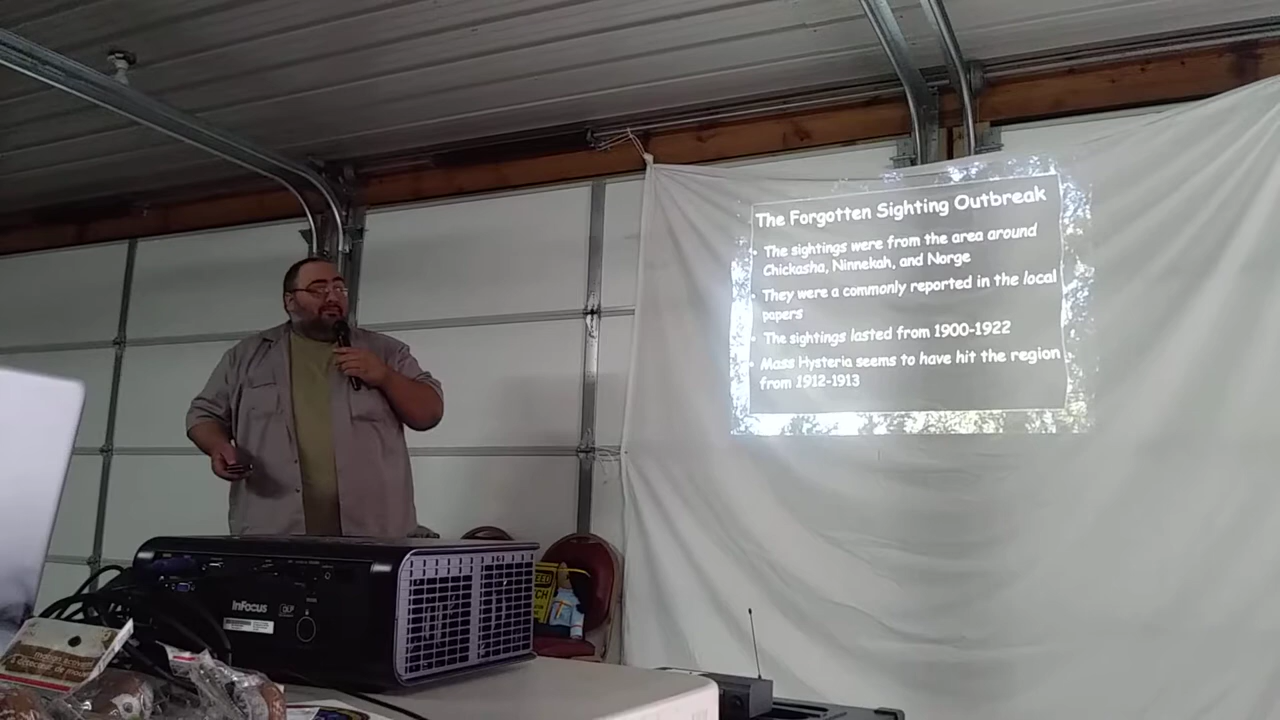 The Forgotten Sighting Outbreak
The sightings were from the area around
Chickasha, Ninnekah, and Norge
They were a commonly reported in the local
papers
The sightings lasted from 1900-1922
Mass Hysteria seems to have hit the region
from 1912-1913
InFocus
DLP